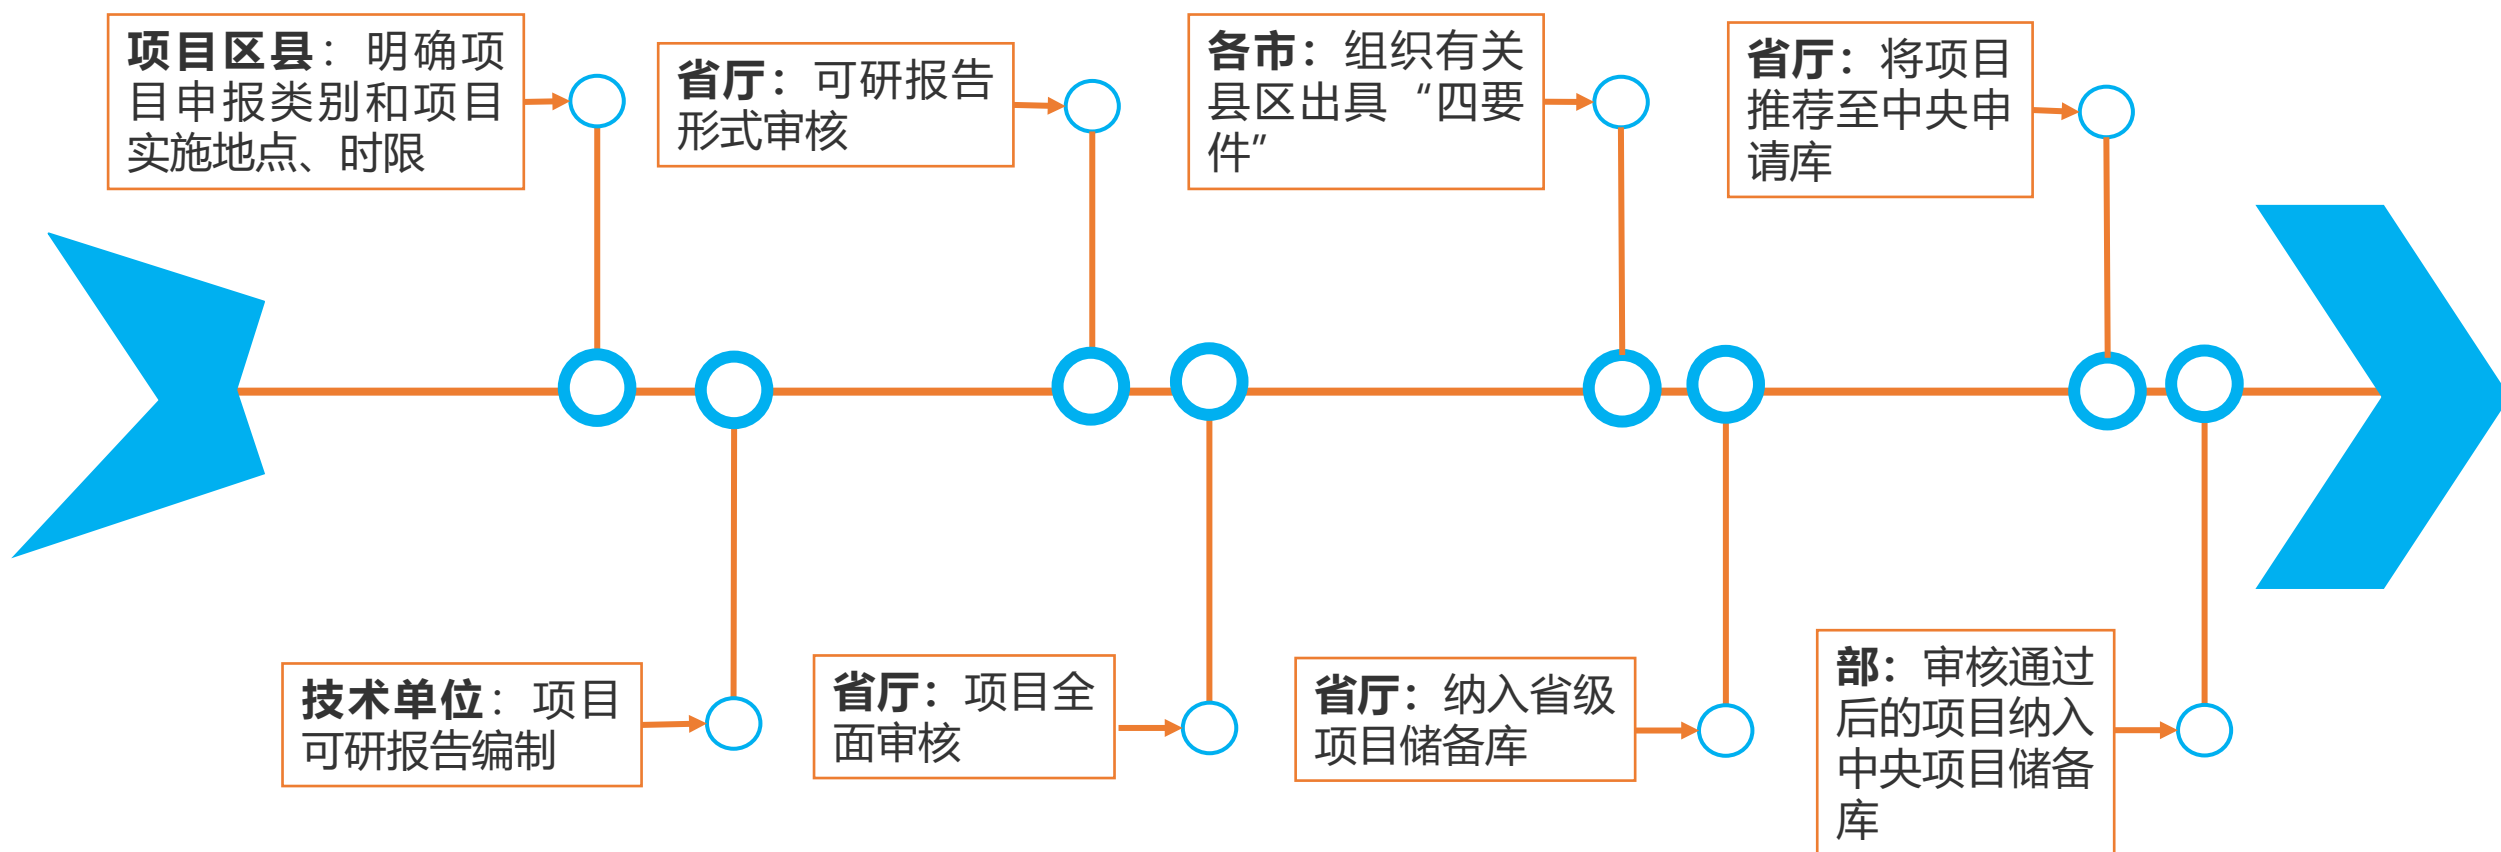 项目区县：明确项
目申报类别和项目
实施地点、时限
省厅：可研报告
形式审核
各市：组织有关
县区出具“四要
件“
省厅：将项目
推荐至中央申
请库
技术单位：项目
可研报告编制
省厅：项目全
面审核
省厅：纳入省级
项目储备库
部：审核通过
后的项目纳入
中央项目储备
库